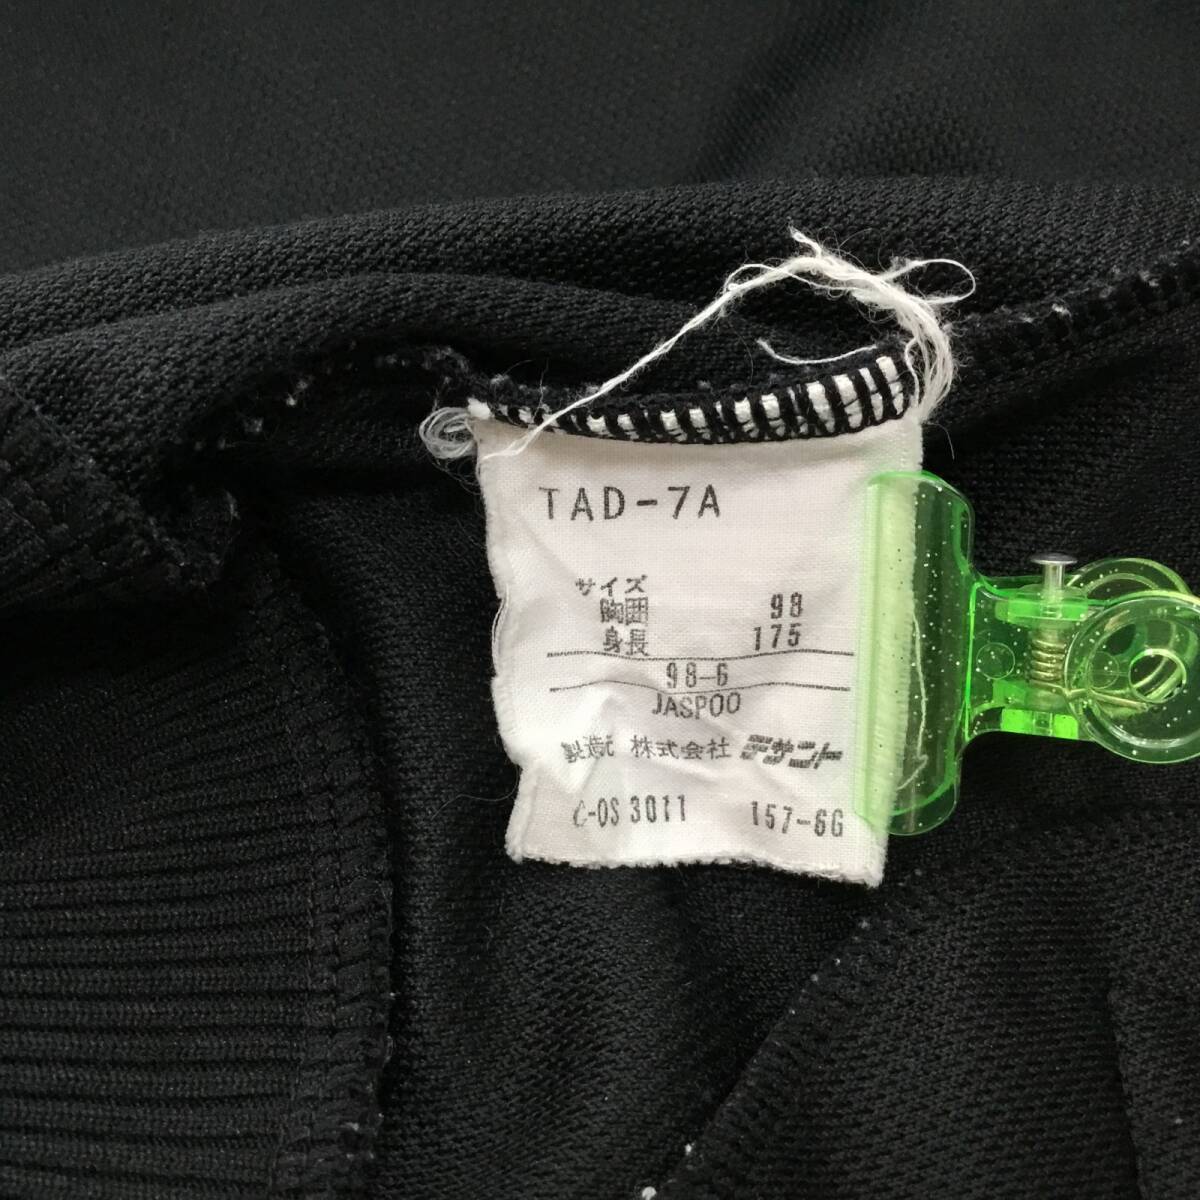 TAD-7A
サイズ
胸囲 98
身長 175
98-6
JASPOO
製造元 株式会社 デサント
C-OS 3011 157-6G